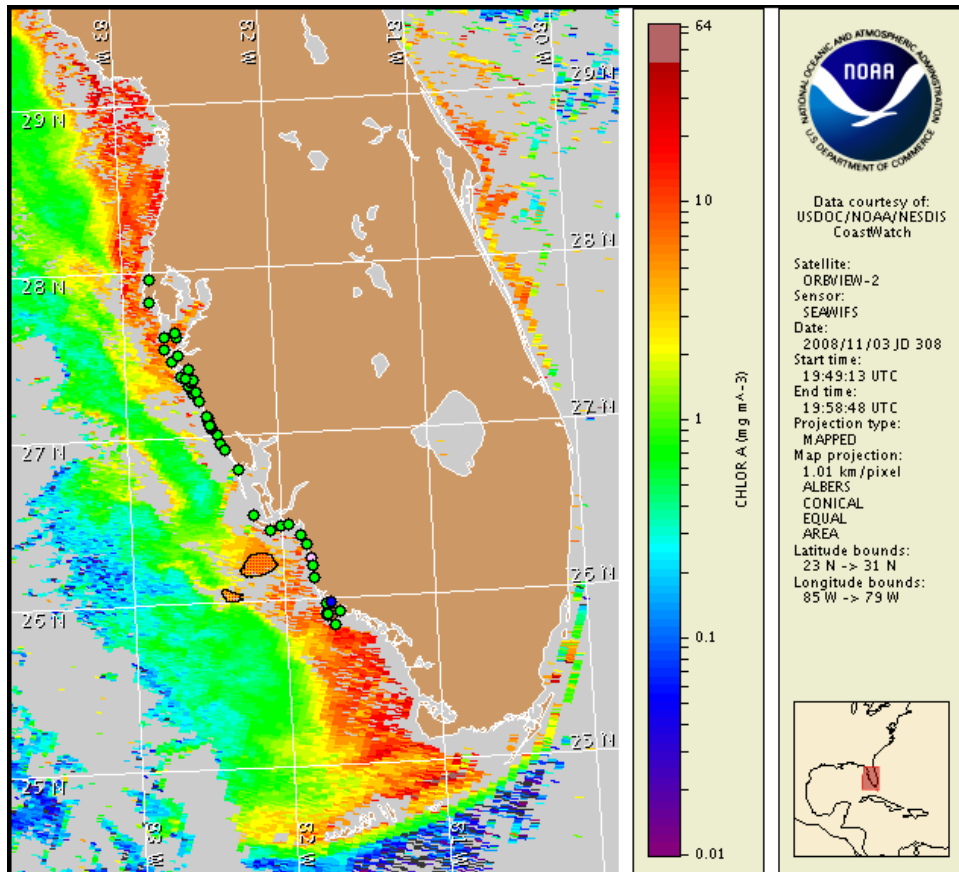 83 W
82 W
81 W
80 W
29 N
29 N
28 N
28 N
27 N
27 N
26 N
26 N
25 N
25 N
83 W
82 W
81 W
64
10
1
0.1
0.01
CHLOR A (mg m^-3)
NATIONAL OCEANIC AND ATMOSPHERIC ADMINISTRATION
NOAA
U.S. DEPARTMENT OF COMMERCE
Data courtesy of:
USDOC/NOAA/NESDIS
CoastWatch
Satellite:
ORBVIEW-2
Sensor:
SEAWIFS
Date:
2008/11/03 JD 308
Start time:
19:49:13 UTC
End time:
19:58:48 UTC
Projection type:
MAPPED
Map projection:
1.01 km/pixel
ALBERS
CONICAL
EQUAL
AREA
Latitude bounds:
23 N -> 31 N
Longitude bounds:
85 W -> 79 W